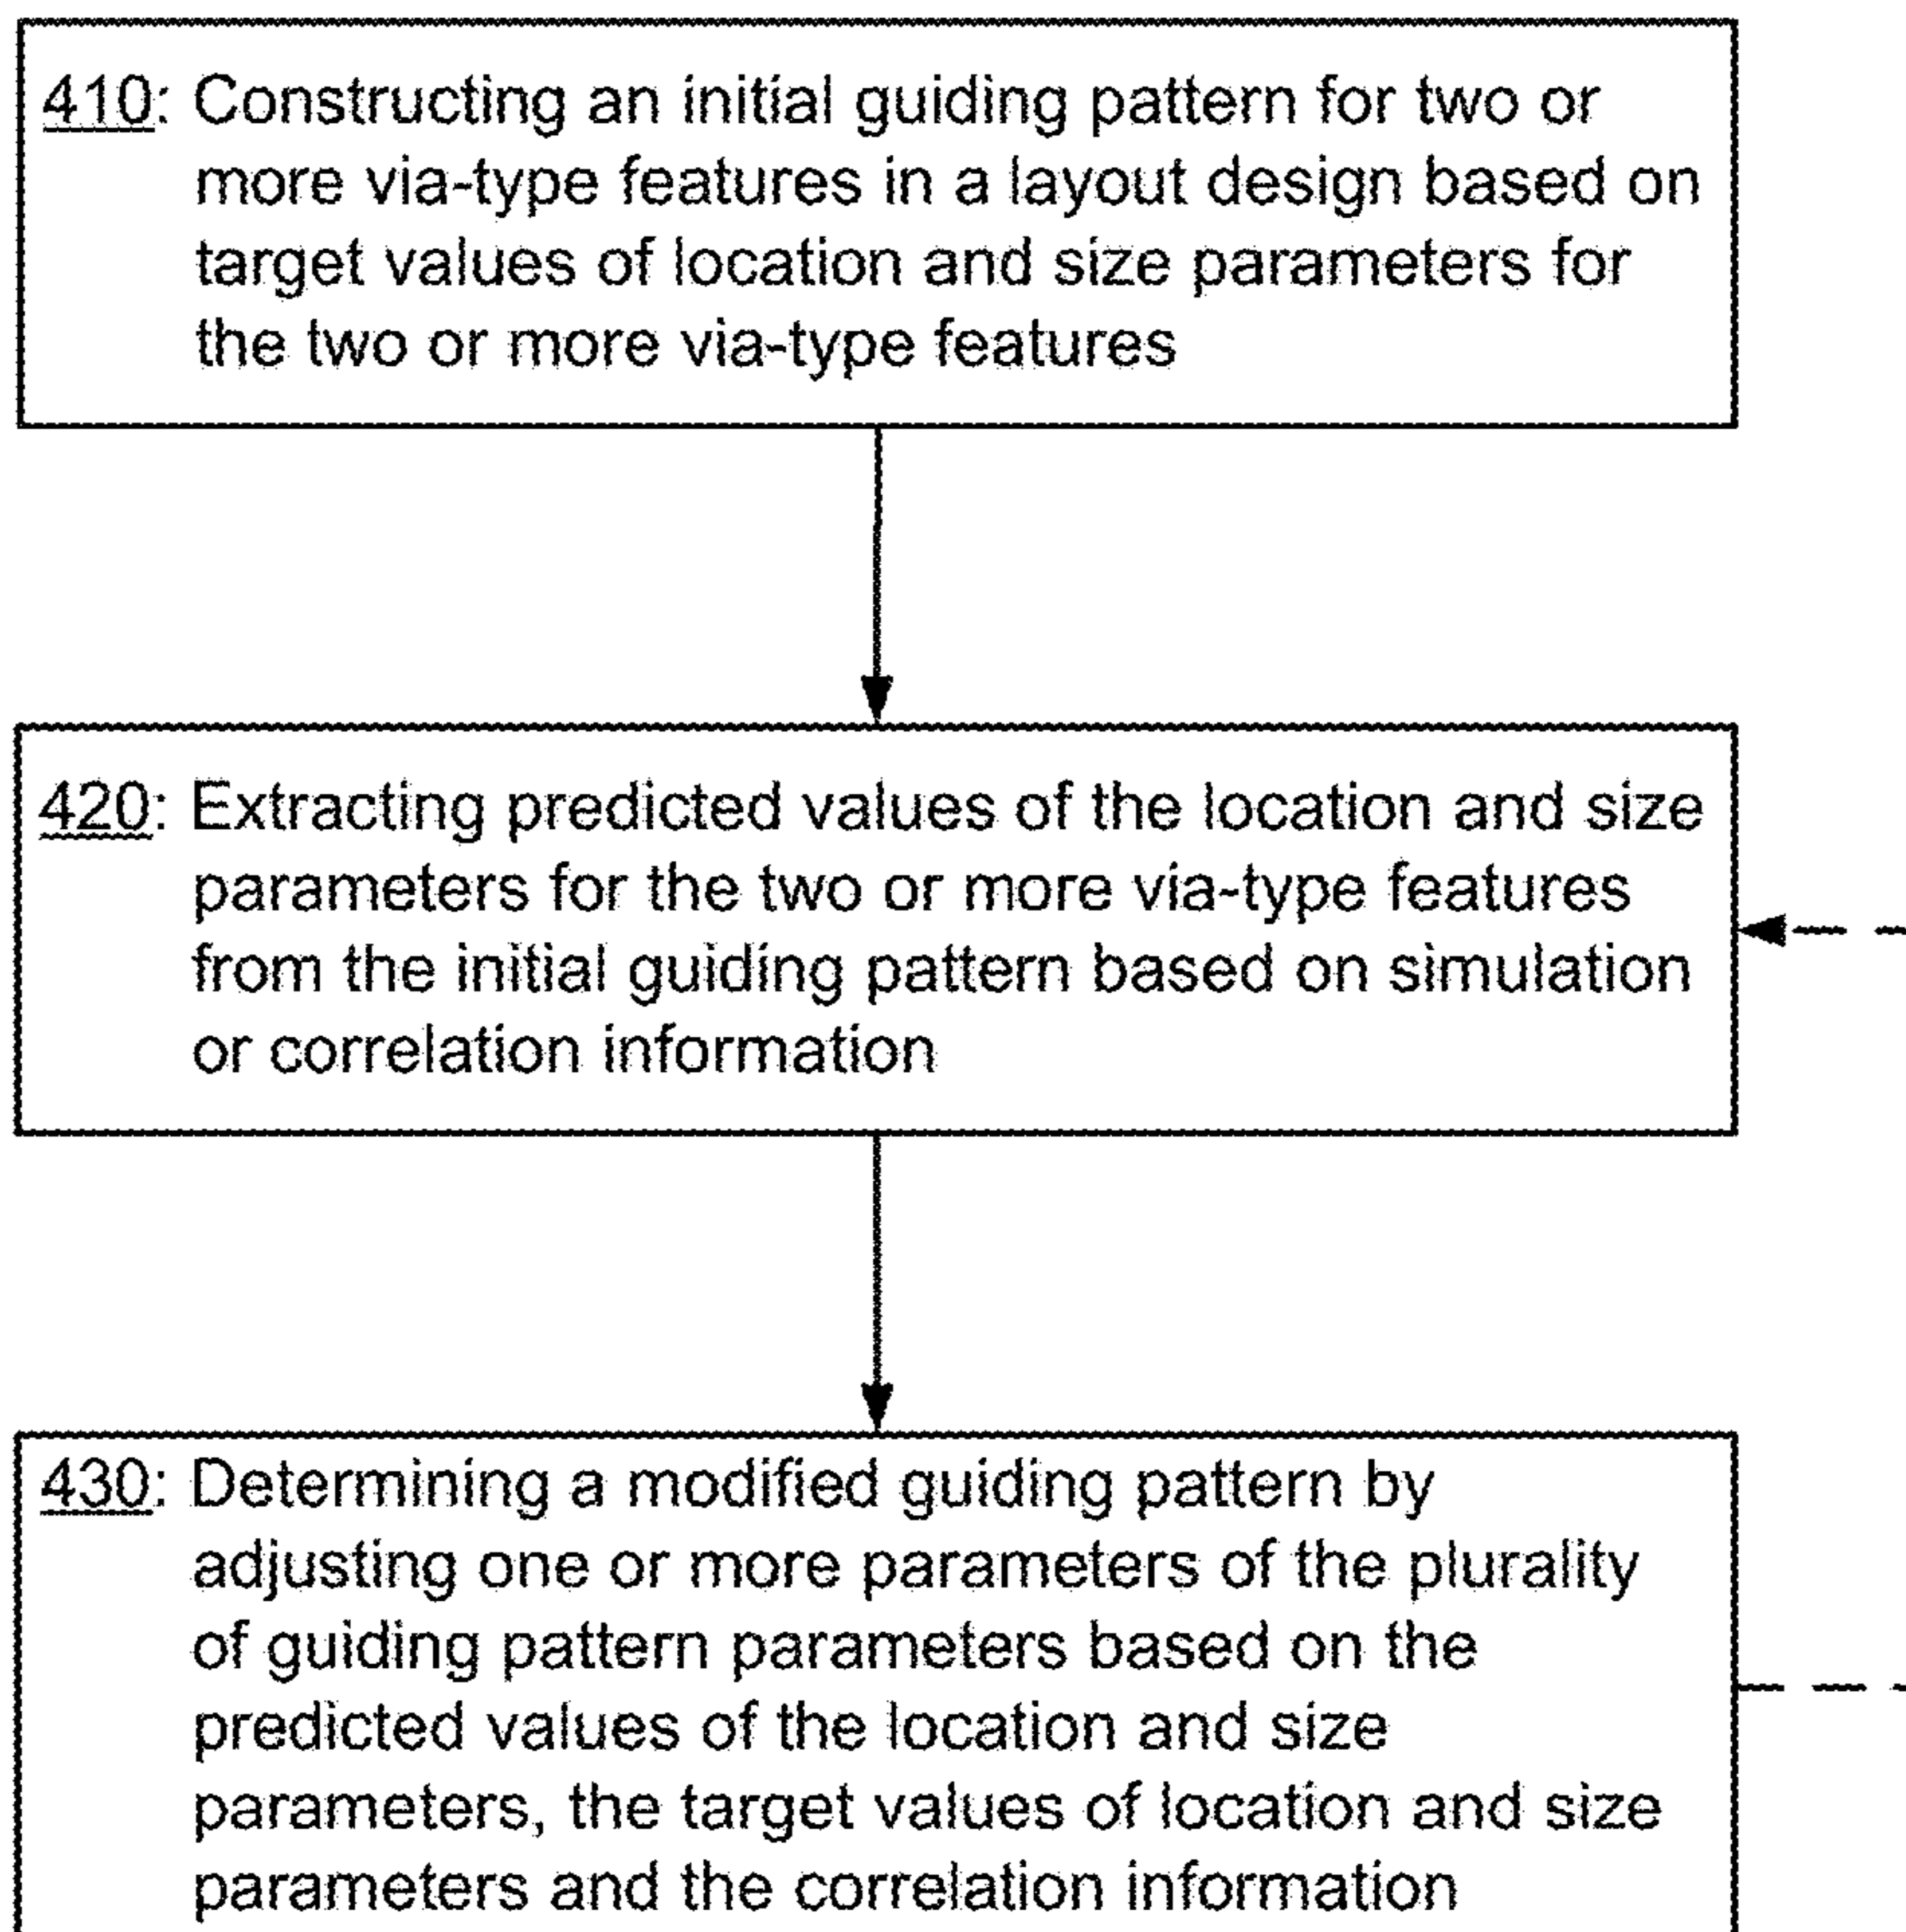 410: Constructing an initial guiding pattern for two or
more via-type features in a layout design based on
target values of location and size parameters for
the two or more via-type features
420: Extracting predicted values of the location and size
parameters for the two or more via-type features
from the initial guiding pattern based on simulation
or correlation information
430: Determining a modified guiding pattern by
adjusting one or more parameters of the plurality
of guiding pattern parameters based on the
predicted values of the location and size
parameters, the target values of location and size
parameters and the correlation information